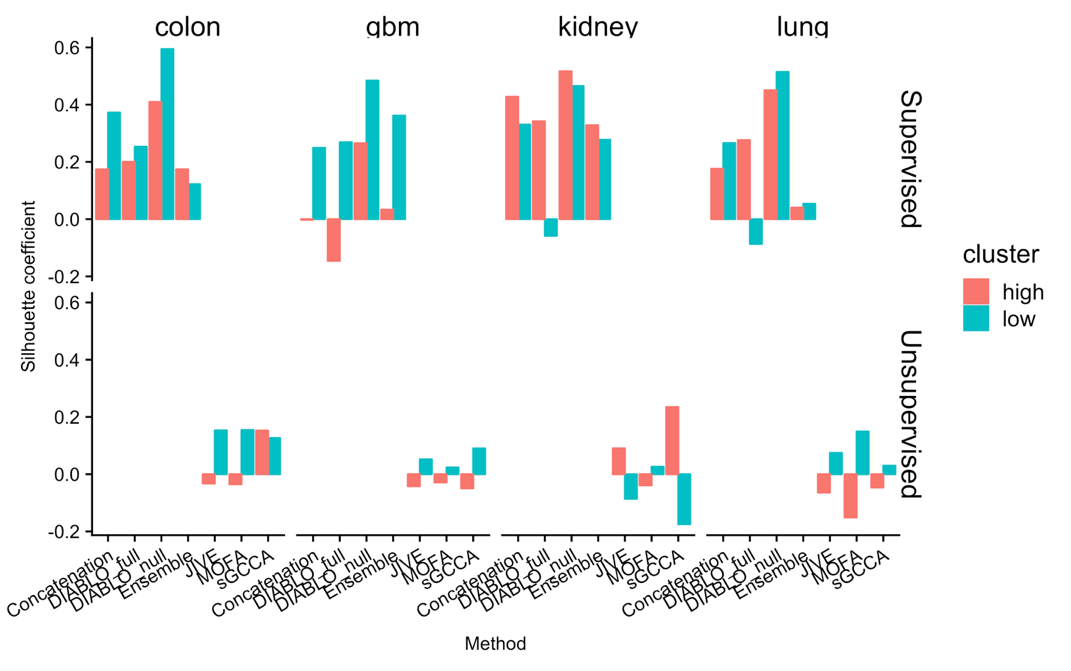 colon gbm kidney lung
0.6
0.4
0.2
0.0
-0.2
Supervised
0.6
0.4
0.2
0.0
-0.2
Unsupervised
Silhouette coefficient
cluster
high
low
Concatenation DIABLO_full DIABLO_null Ensemble JIVE MOFA sGCCA
Concatenation DIABLO_full DIABLO_null Ensemble JIVE MOFA sGCCA
Concatenation DIABLO_full DIABLO_null Ensemble JIVE MOFA sGCCA
Concatenation DIABLO_full DIABLO_null Ensemble JIVE MOFA sGCCA
Method